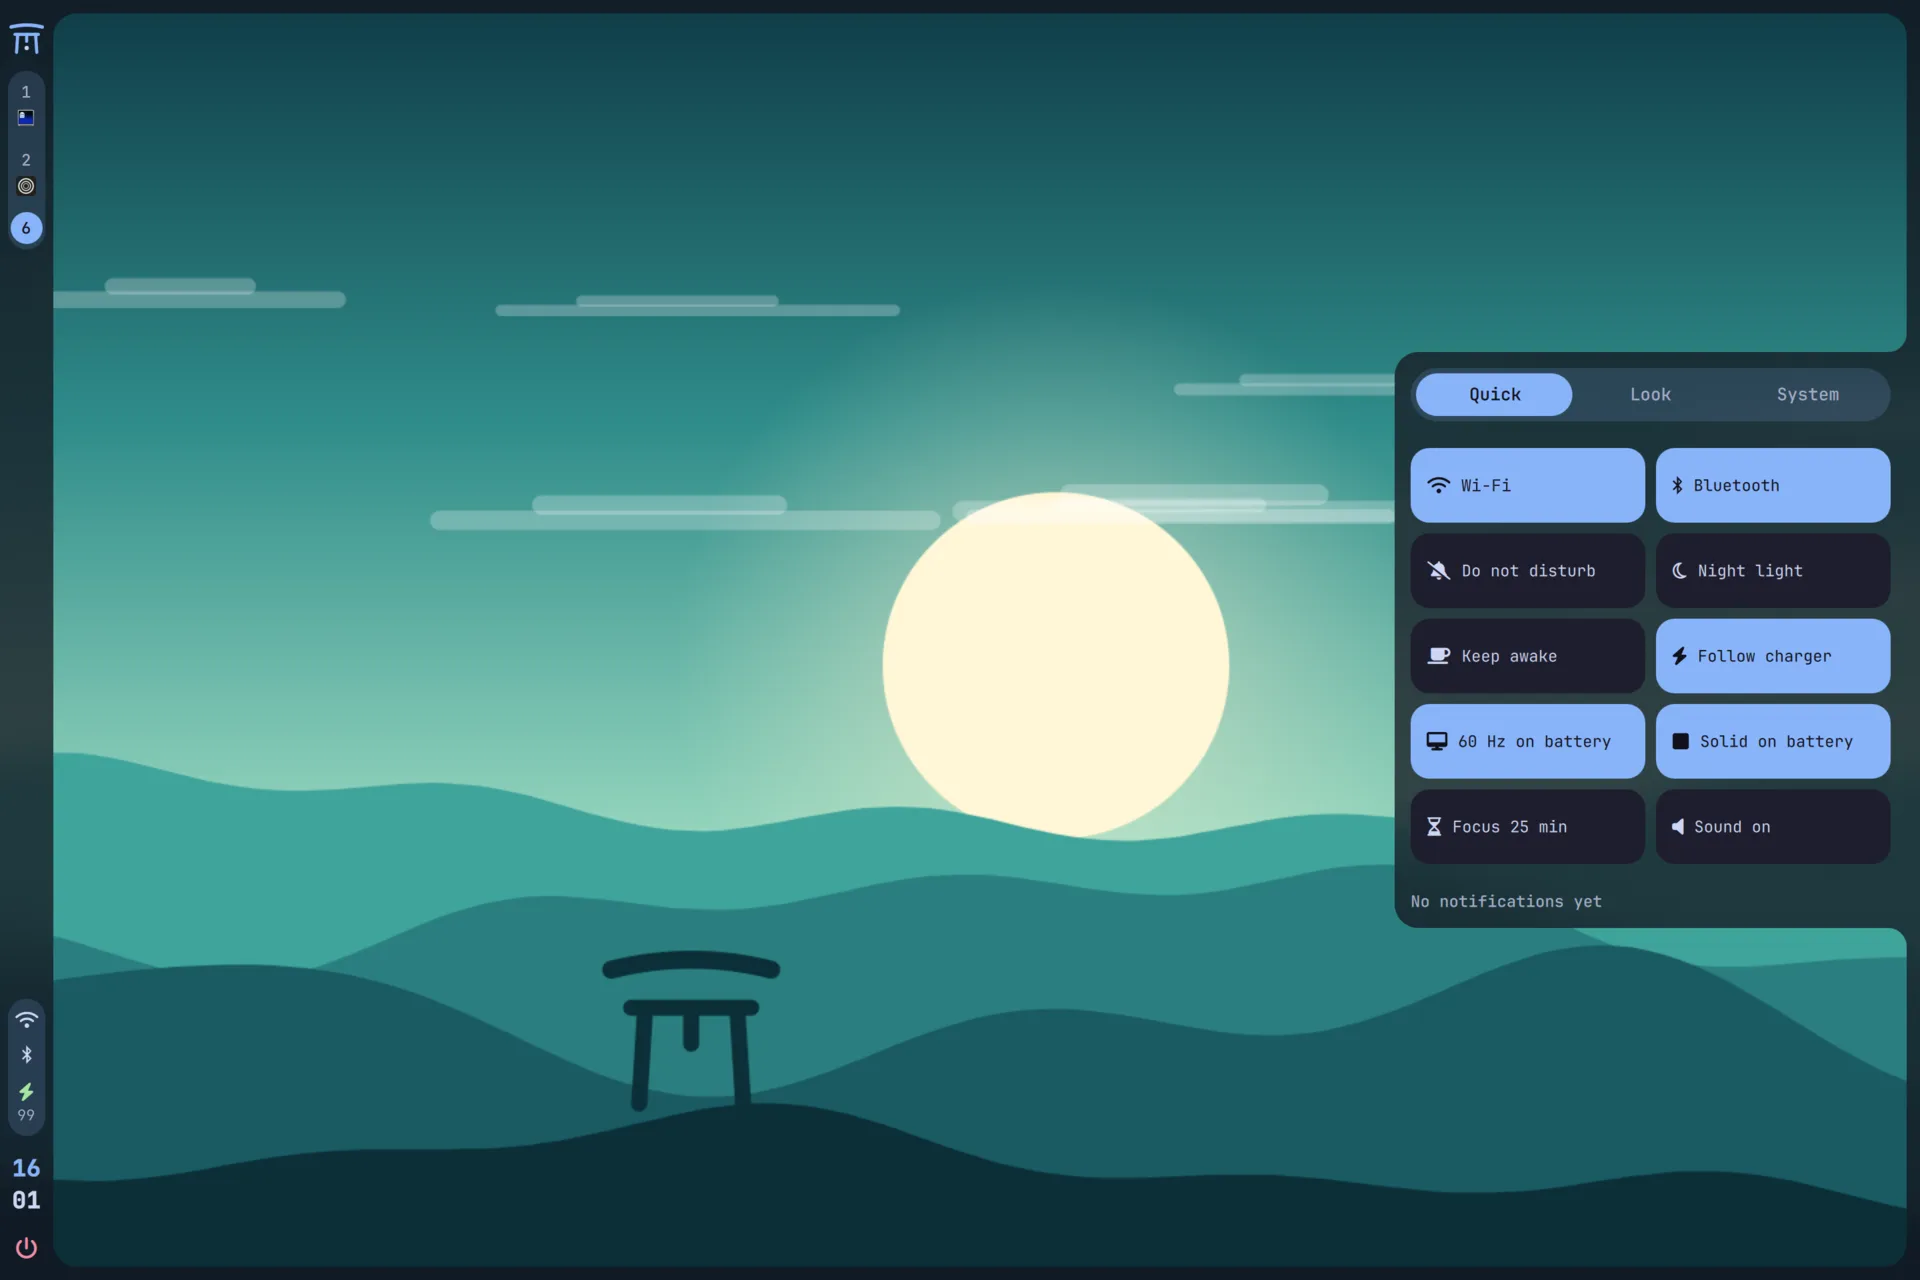 1
2
6
99
16
01
Quick Look System
Wi-Fi Bluetooth
Do not disturb Night light
Keep awake Follow charger
60 Hz on battery Solid on battery
Focus 25 min Sound on
No notifications yet